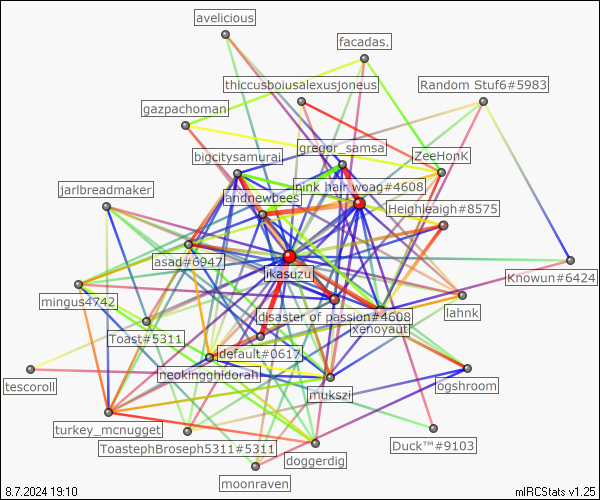 avelicious
facadas.
thiccusboiusalexusjoneus
Random Stuf6#5983
gazpachoman
gregor_samsa
bigcitysamurai
ZeeHonK
jarlbreadmaker
pink hair woag#4608
andnewbees
Heighleaigh#8575
asad#6947
ikasuzu
Knowun#6424
mingus4742
lahnk
disaster of passion#4608
xenoyaut
Toast#5311
default#0617
neokingghidorah
tescoroll
mukszi
ogshroom
turkey_mcnugget
ToastephBroseph5311#5311
Duck™#9103
doggerdig
moonraven
8.7.2024 19:10
mIRCStats v1.25